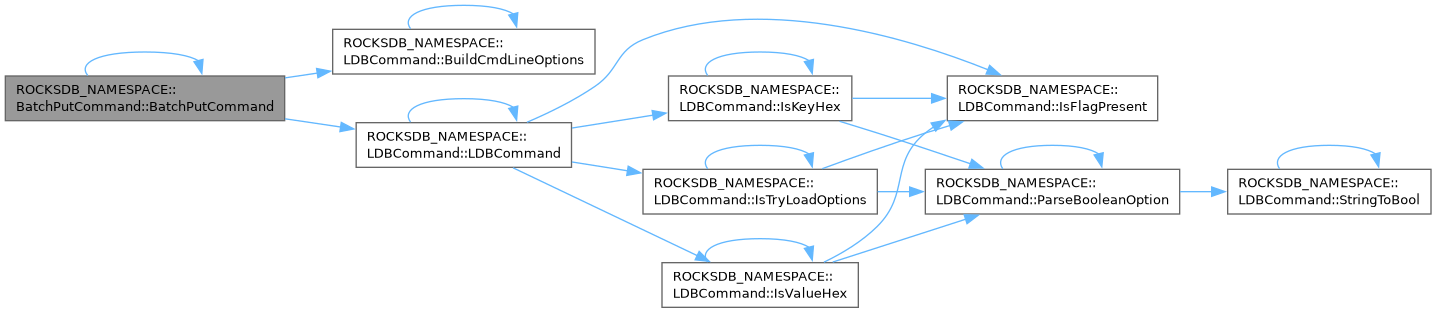 ROCKSDB_NAMESPACE::
BatchPutCommand::BatchPutCommand
ROCKSDB_NAMESPACE::
LDBCommand::BuildCmdLineOptions
ROCKSDB_NAMESPACE::
LDBCommand::LDBCommand
ROCKSDB_NAMESPACE::
LDBCommand::IsKeyHex
ROCKSDB_NAMESPACE::
LDBCommand::IsTryLoadOptions
ROCKSDB_NAMESPACE::
LDBCommand::IsValueHex
ROCKSDB_NAMESPACE::
LDBCommand::IsFlagPresent
ROCKSDB_NAMESPACE::
LDBCommand::ParseBooleanOption
ROCKSDB_NAMESPACE::
LDBCommand::StringToBool